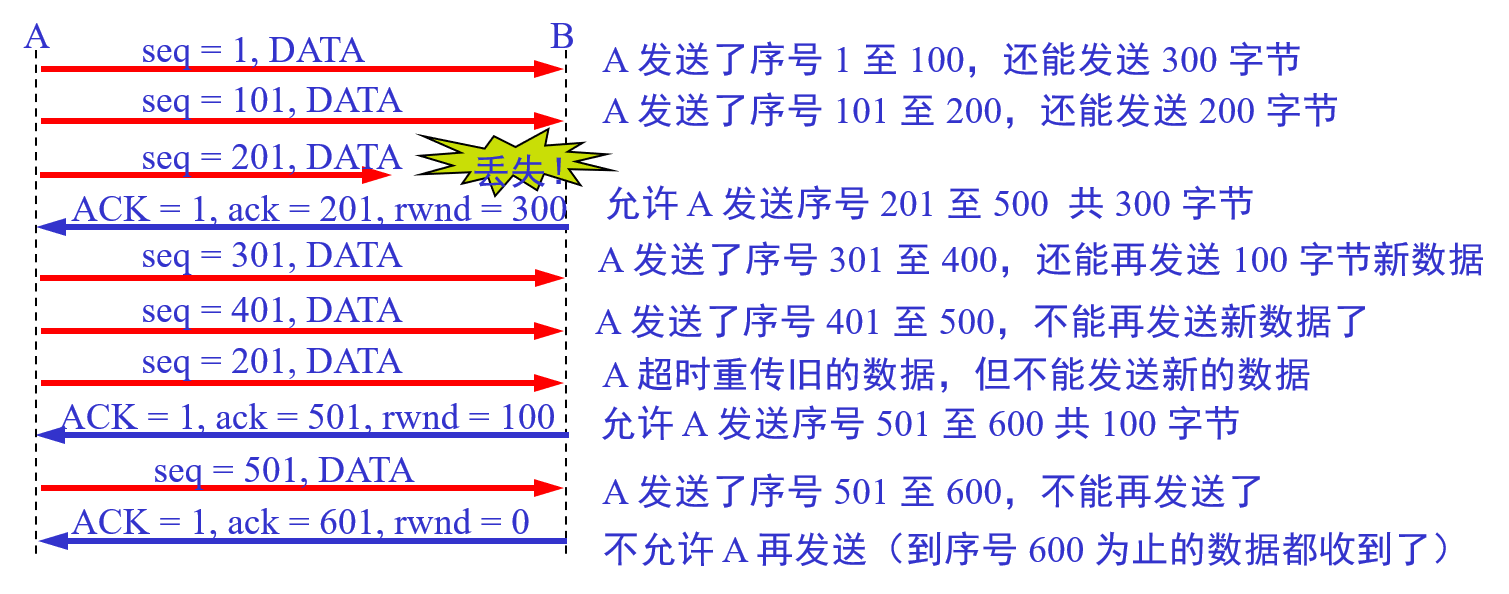 A B
seq = 1, DATA A 发送了序号 1 至 100，还能发送 300 字节
seq = 101, DATA A 发送了序号 101 至 200，还能发送 200 字节
seq = 201, DATA 丢失！
ACK = 1, ack = 201, rwnd = 300 允许 A 发送序号 201 至 500 共 300 字节
seq = 301, DATA A 发送了序号 301 至 400，还能再发送 100 字节新数据
seq = 401, DATA A 发送了序号 401 至 500，不能再发送新数据了
seq = 201, DATA A 超时重传旧的数据，但不能发送新的数据
ACK = 1, ack = 501, rwnd = 100 允许 A 发送序号 501 至 600 共 100 字节
seq = 501, DATA A 发送了序号 501 至 600，不能再发送了
ACK = 1, ack = 601, rwnd = 0 不允许 A 再发送（到序号 600 为止的数据都收到了）